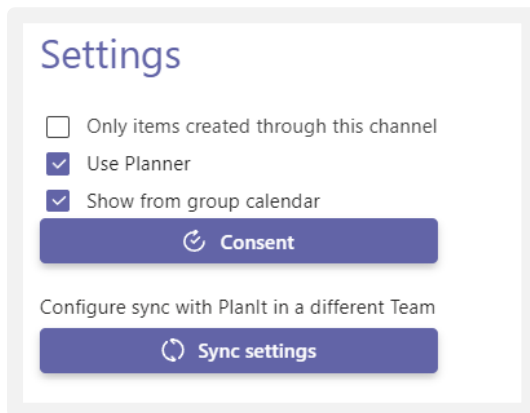 Settings
Only items created through this channel
Use Planner
Show from group calendar
Consent
Configure sync with PlanIt in a different Team
Sync settings